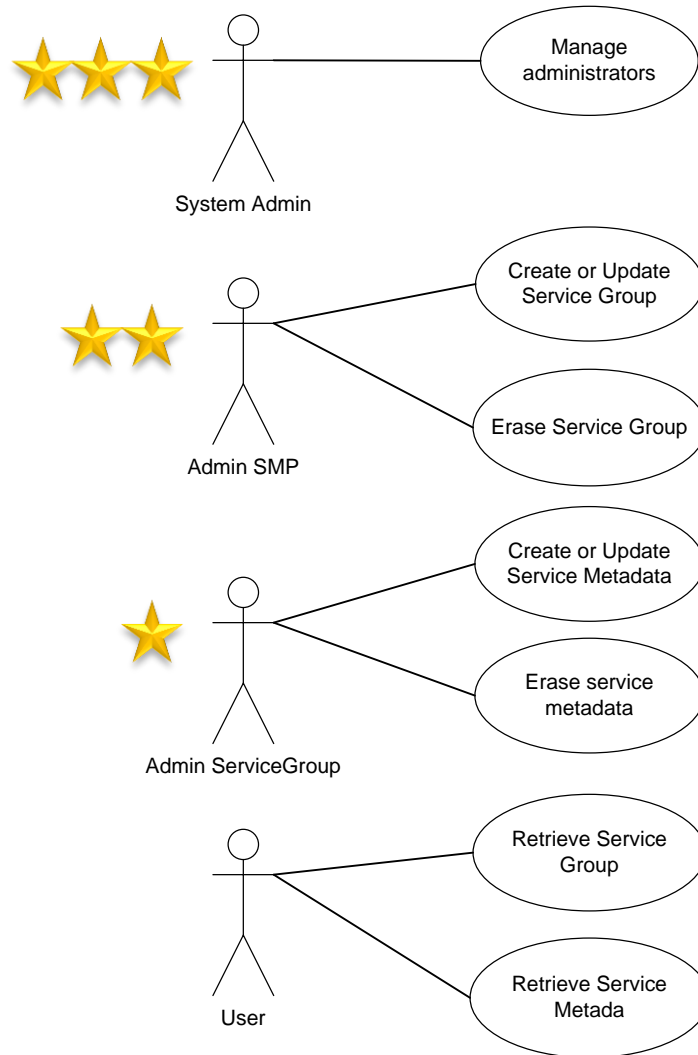 Manage
administrators
System Admin
Create or Update
Service Group
Erase Service Group
Admin SMP
Create or Update
Service Metadata
Erase service
metadata
Admin ServiceGroup
Retrieve Service
Group
Retrieve Service
Metada
User